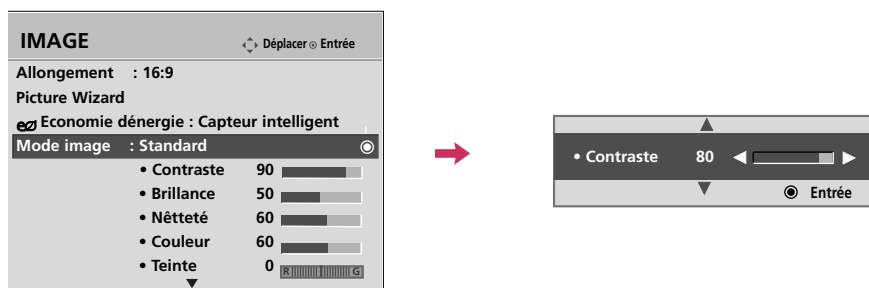 IMAGE
Déplacer Entrée
Allongement : 16:9
Picture Wizard
Economie dénergie : Capteur intelligent
Mode image : Standard
• Contraste 90
• Brillance 50
• Nêtteté 60
• Couleur 60
• Teinte 0 R G
• Contraste 80
Entrée